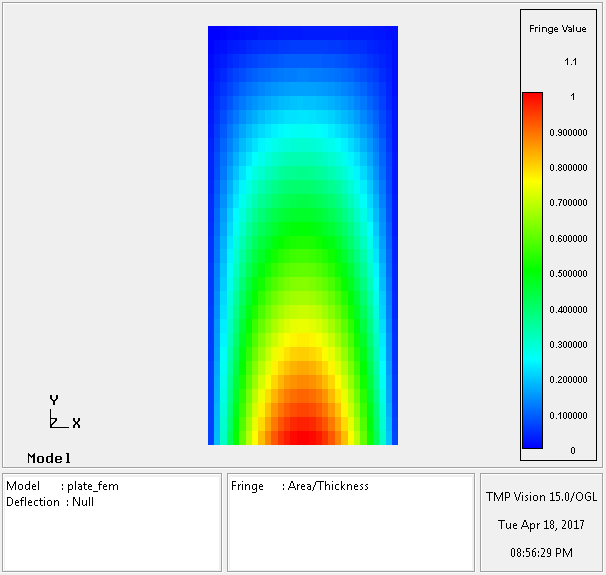 Fringe Value
1.1
1
0.900000
0.800000
0.700000
0.600000
0.500000
0.400000
0.300000
0.200000
0.100000
0
Y
Z X
Model
Model : plate_fem
Deflection : Null
Fringe : Area/Thickness
TMP Vision 15.0/OGL
Tue Apr 18, 2017
08:56:29 PM